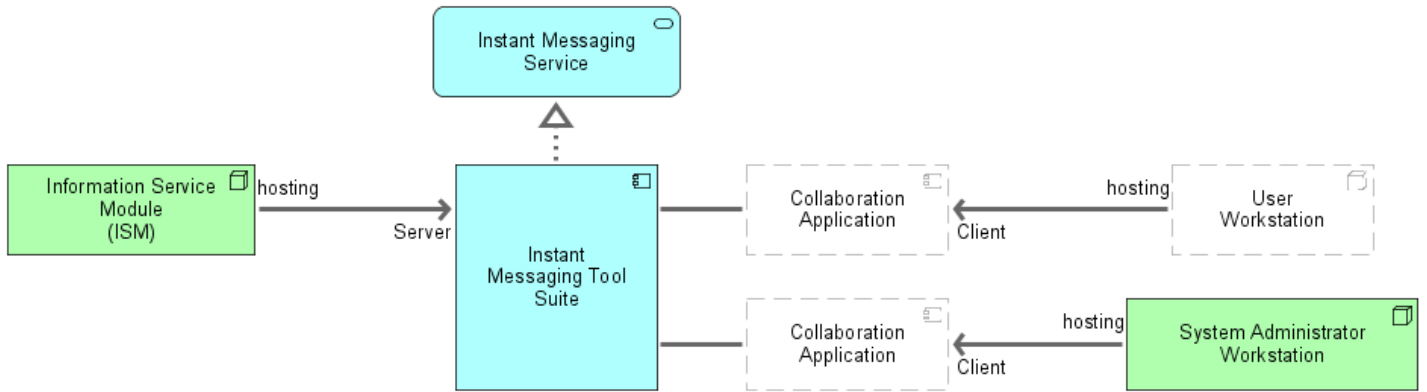 Instant Messaging
Service
Information Service
Module
(ISM)
hosting
Server
Instant
Messaging Tool
Suite
Collaboration
Application
Client
hosting
User
Workstation
Collaboration
Application
Client
hosting
System Administrator
Workstation